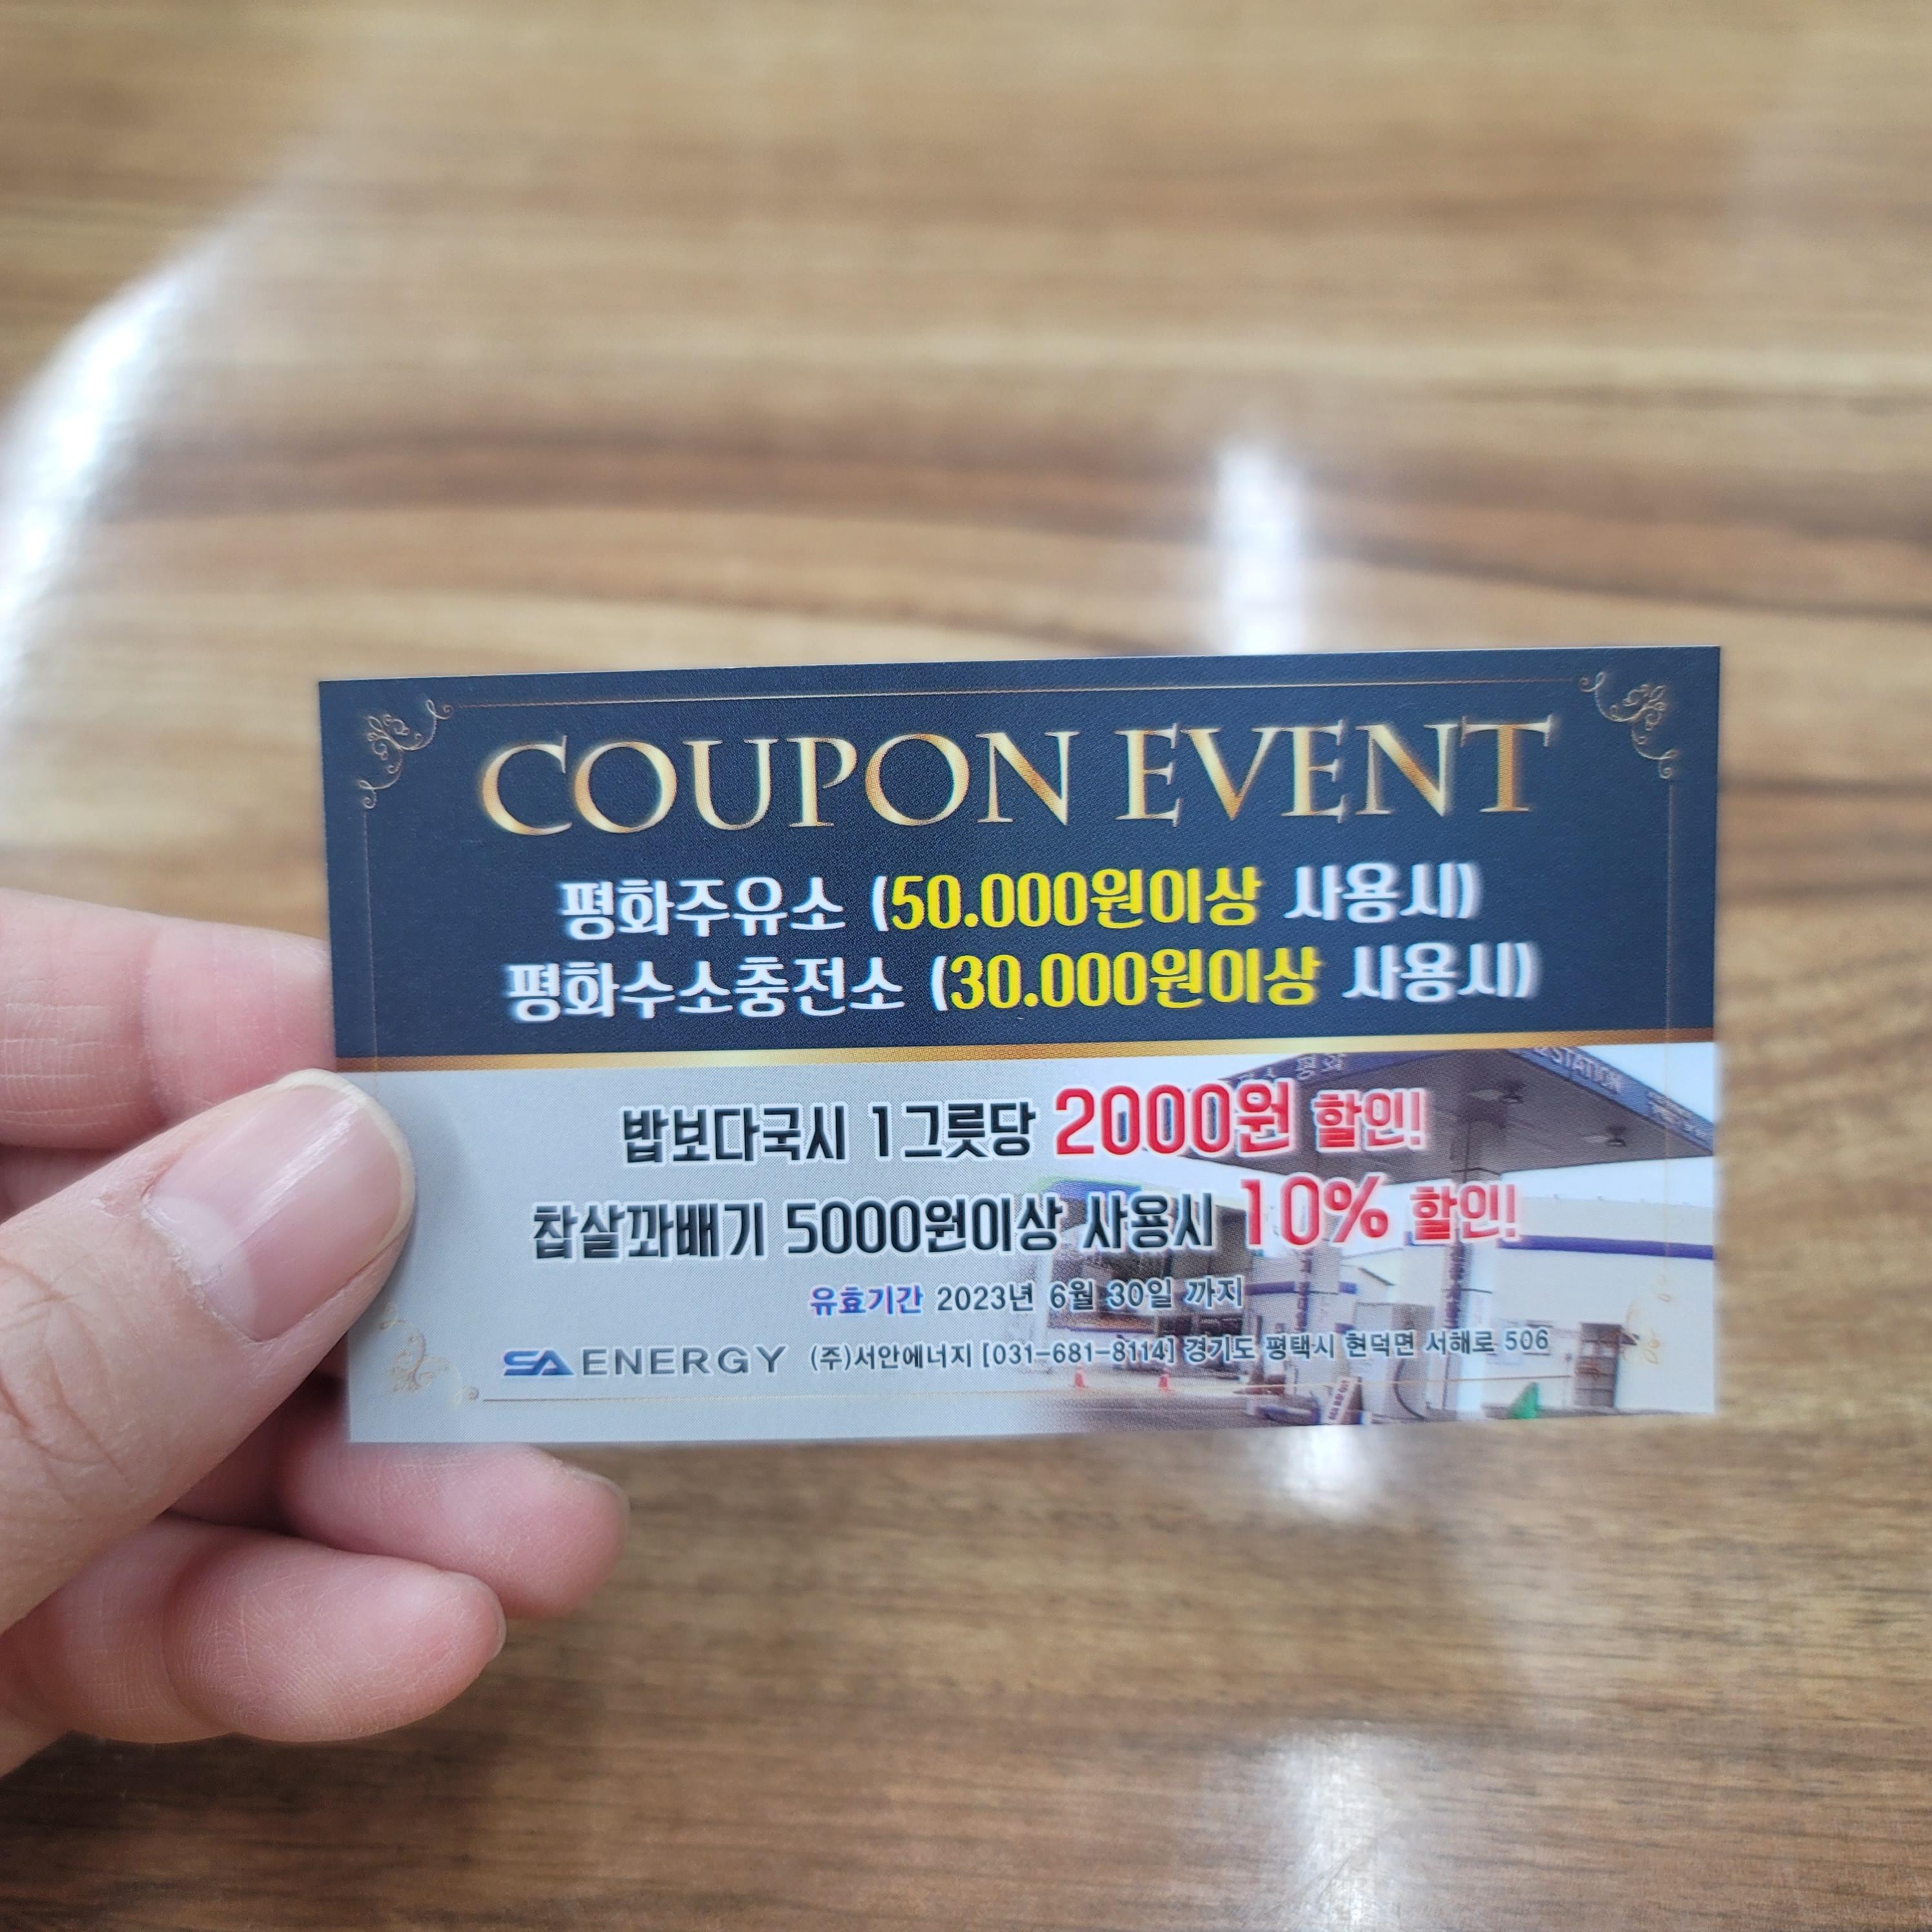 COUPON EVENT
평화주유소 (50.000원이상 사용시)
평화수소충전소 (30.000원이상 사용시)
밥보다국시 1그릇당 2000원 할인!
찹살꽈배기 5000원이상 사용시 10% 할인!
유효기간 2023년 6월 30일 까지
SA ENERGY (주)서안에너지 [031-681-8114] 경기도 평택시 현덕면 서해로 506
평화
STATION